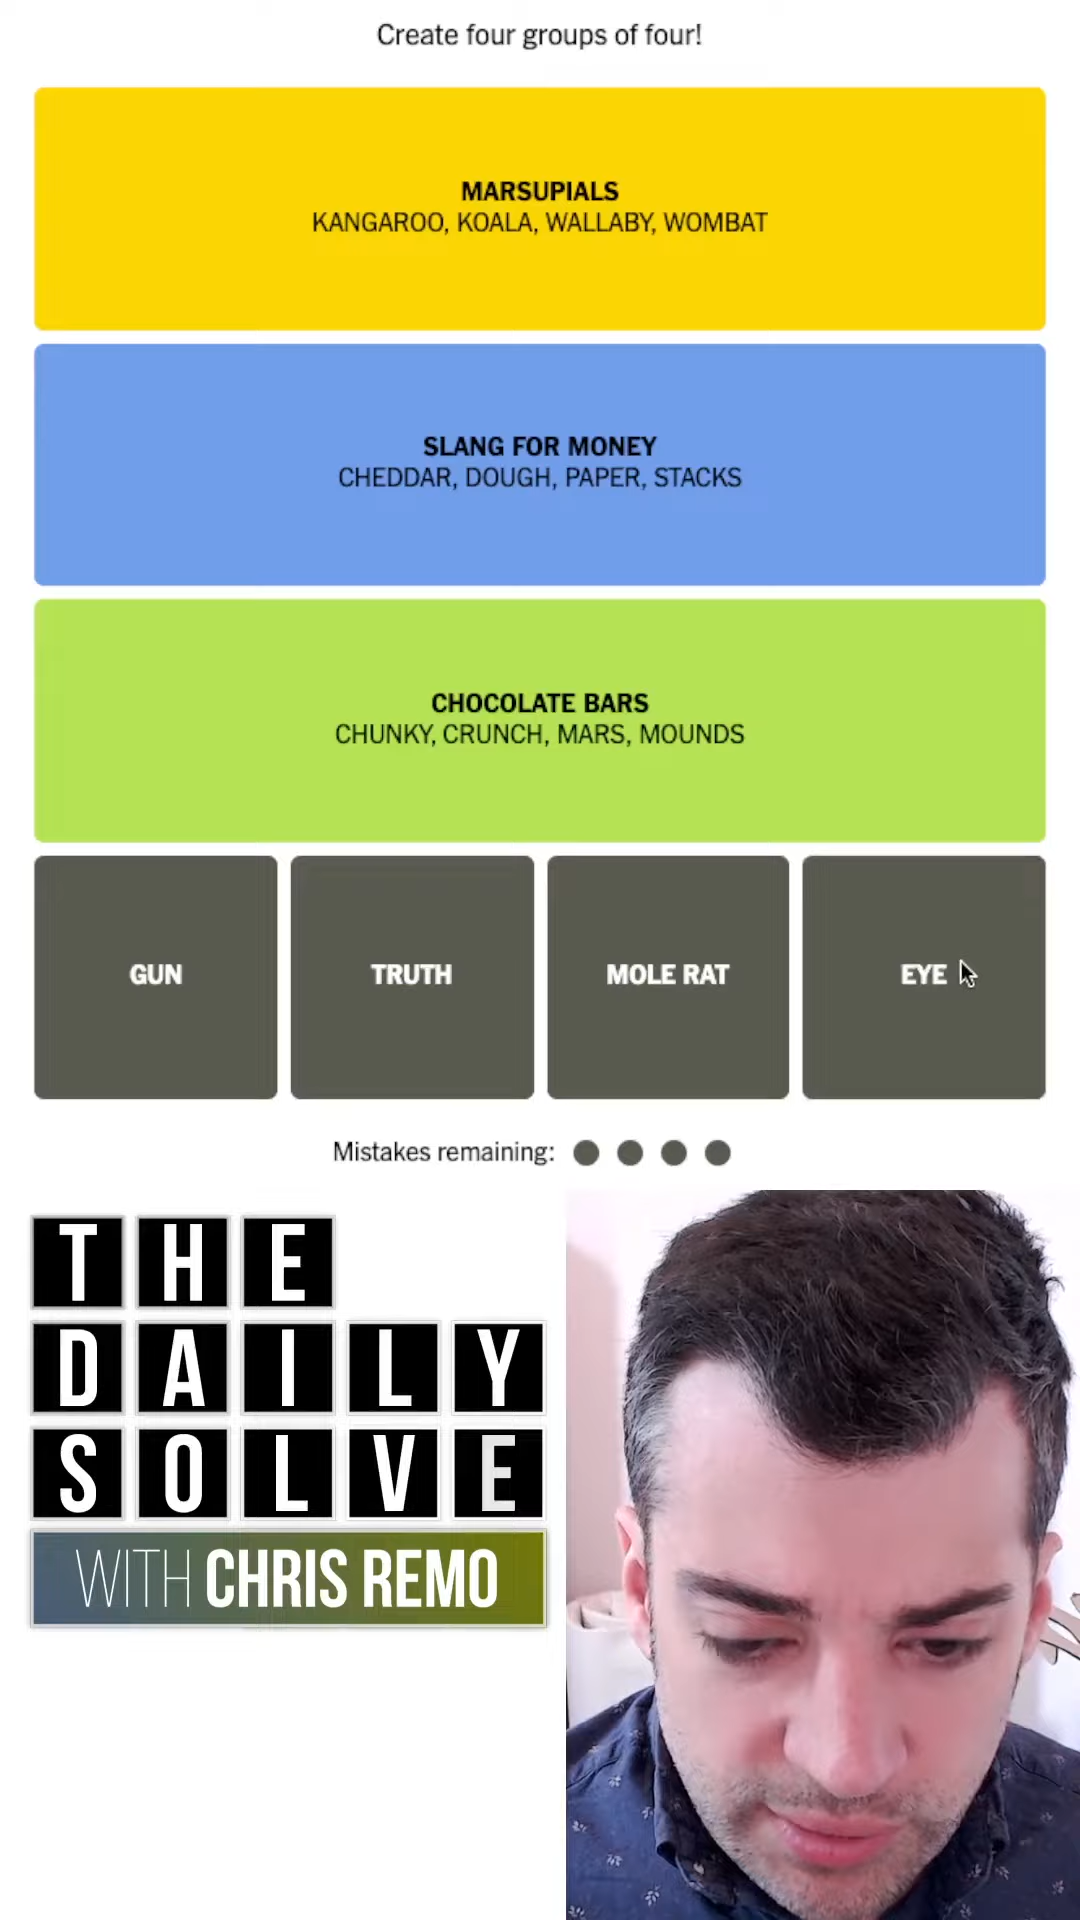 Create four groups of four!
MARSUPIALS
KANGAROO, KOALA, WALLABY, WOMBAT
SLANG FOR MONEY
CHEDDAR, DOUGH, PAPER, STACKS
CHOCOLATE BARS
CHUNKY, CRUNCH, MARS, MOUNDS
GUN TRUTH MOLE RAT EYE
Mistakes remaining:
THE
DAILY
SOLVE
WITH CHRIS REMO